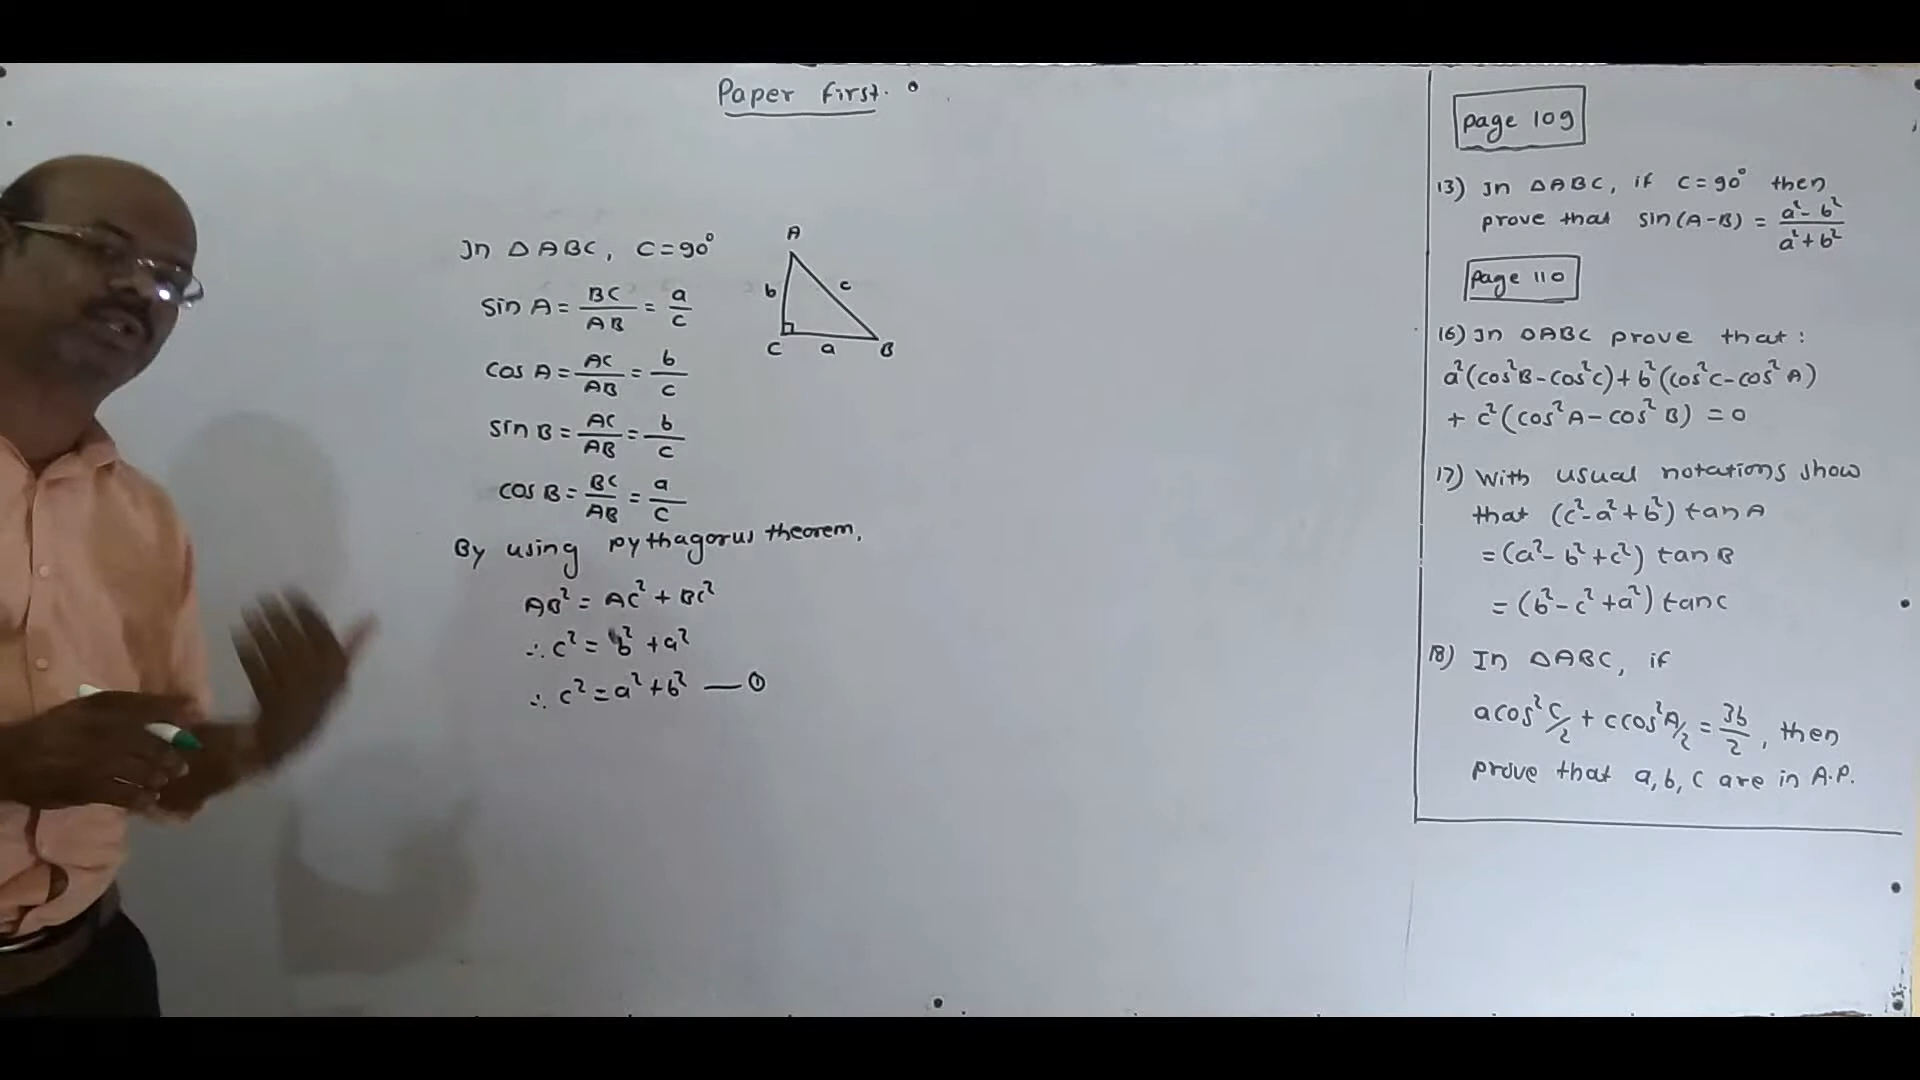 Paper first.
In △ABC, C=90°
sin A = BC/AB = a/c
cos A = AC/AB = b/c
sin B = AC/AB = b/c
cos B = BC/AB = a/c
By using pythagorus theorem,
AB² = AC² + BC²
∴ c² = b² + a²
∴ c² = a² + b² — ①
A
b
c
C
a
B
page 109
13) In △ABC, if C=90° then
prove that sin(A-B) = a²-b²/a²+b²
Page 110
16) In △ABC prove that :
a²(cos²B-cos²C)+b²(cos²C-cos²A)
+ c²(cos²A-cos²B) = 0
17) With usual notations show
that (c²-a²+b²) tan A
= (a²-b²+c²) tan B
= (b²-c²+a²) tan C
18) In △ABC, if
a cos² C/2 + c cos² A/2 = 3b/2, then
prove that a, b, c are in A.P.